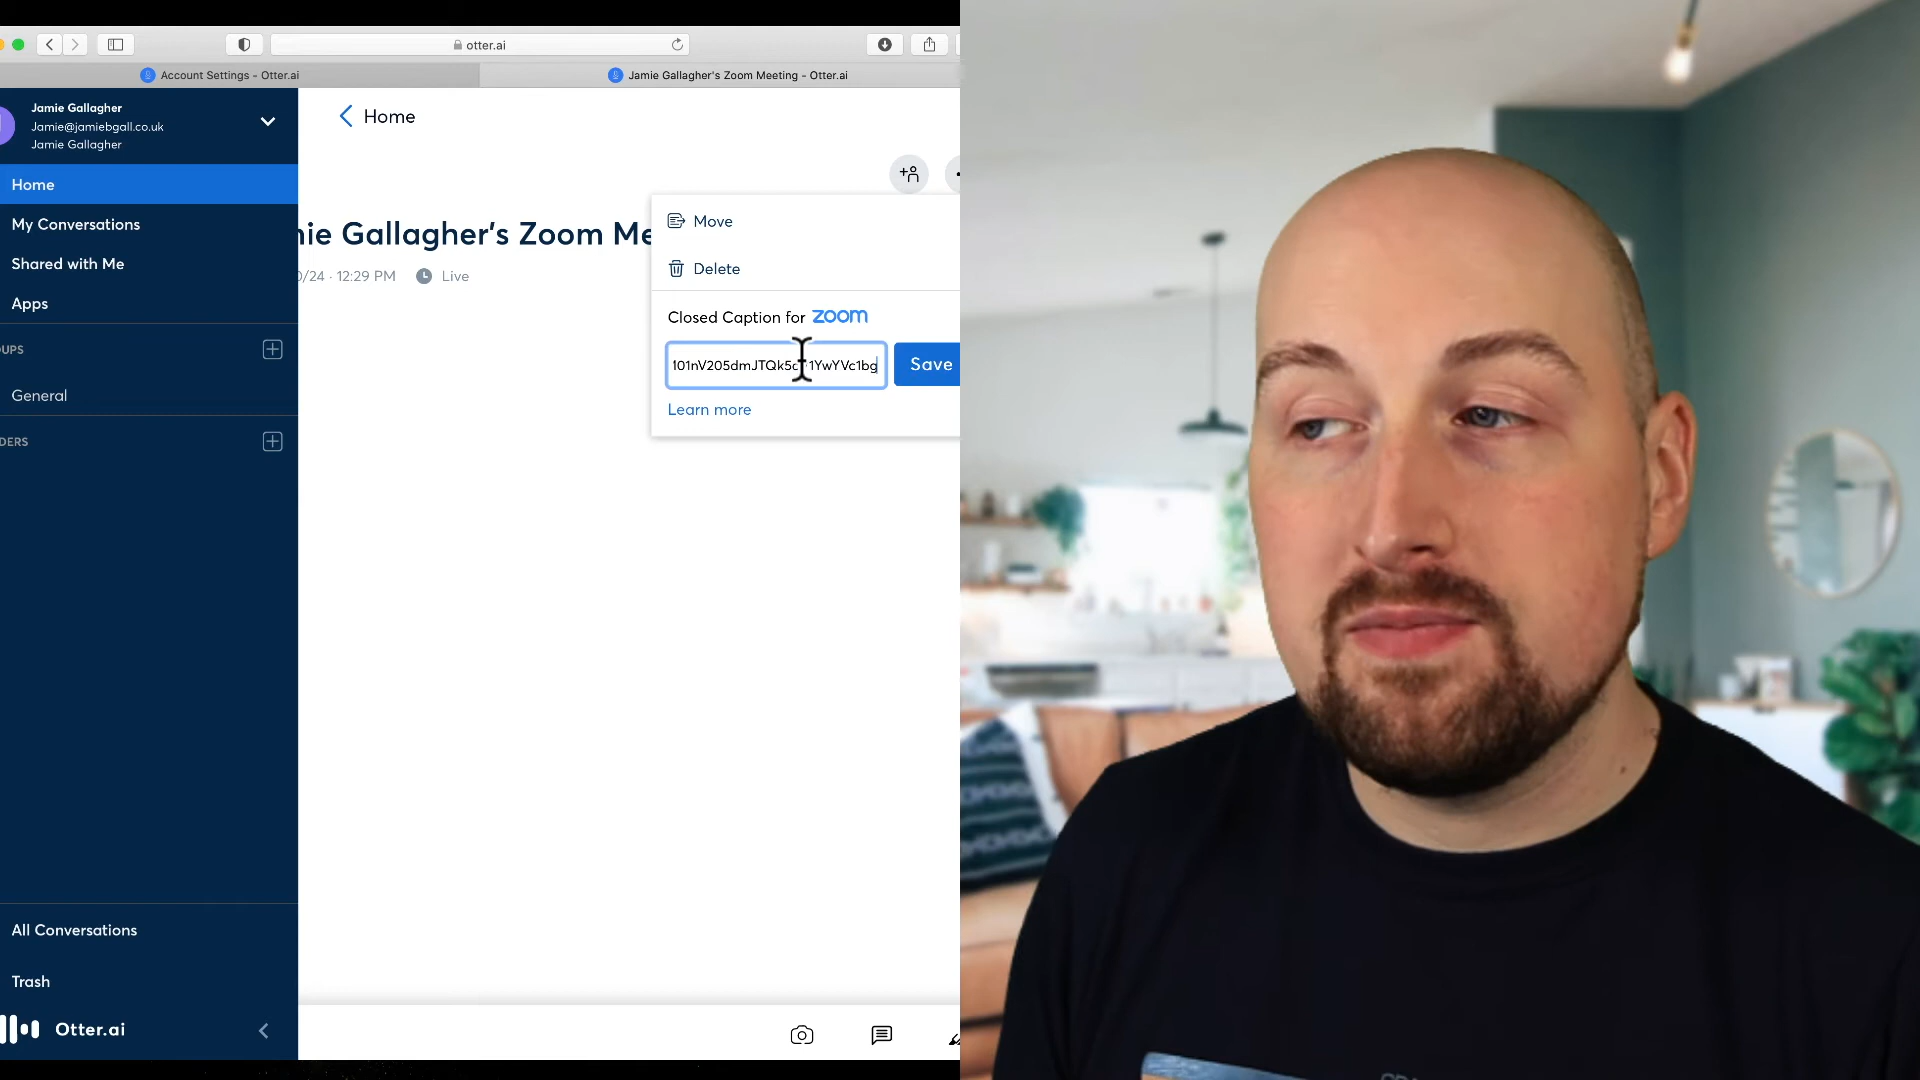 otter.ai
Account Settings - Otter.ai
Jamie Gallagher's Zoom Meeting - Otter.ai
Jamie Gallagher
Jamie@jamiebgall.co.uk
Jamie Gallagher
Home
My Conversations
Shared with Me
Apps
UPS
General
DERS
All Conversations
Trash
Otter.ai
Home
nie Gallagher's Zoom Me
0/24 · 12:29 PM
Live
Move
Delete
Closed Caption for zoom
Save
Learn more